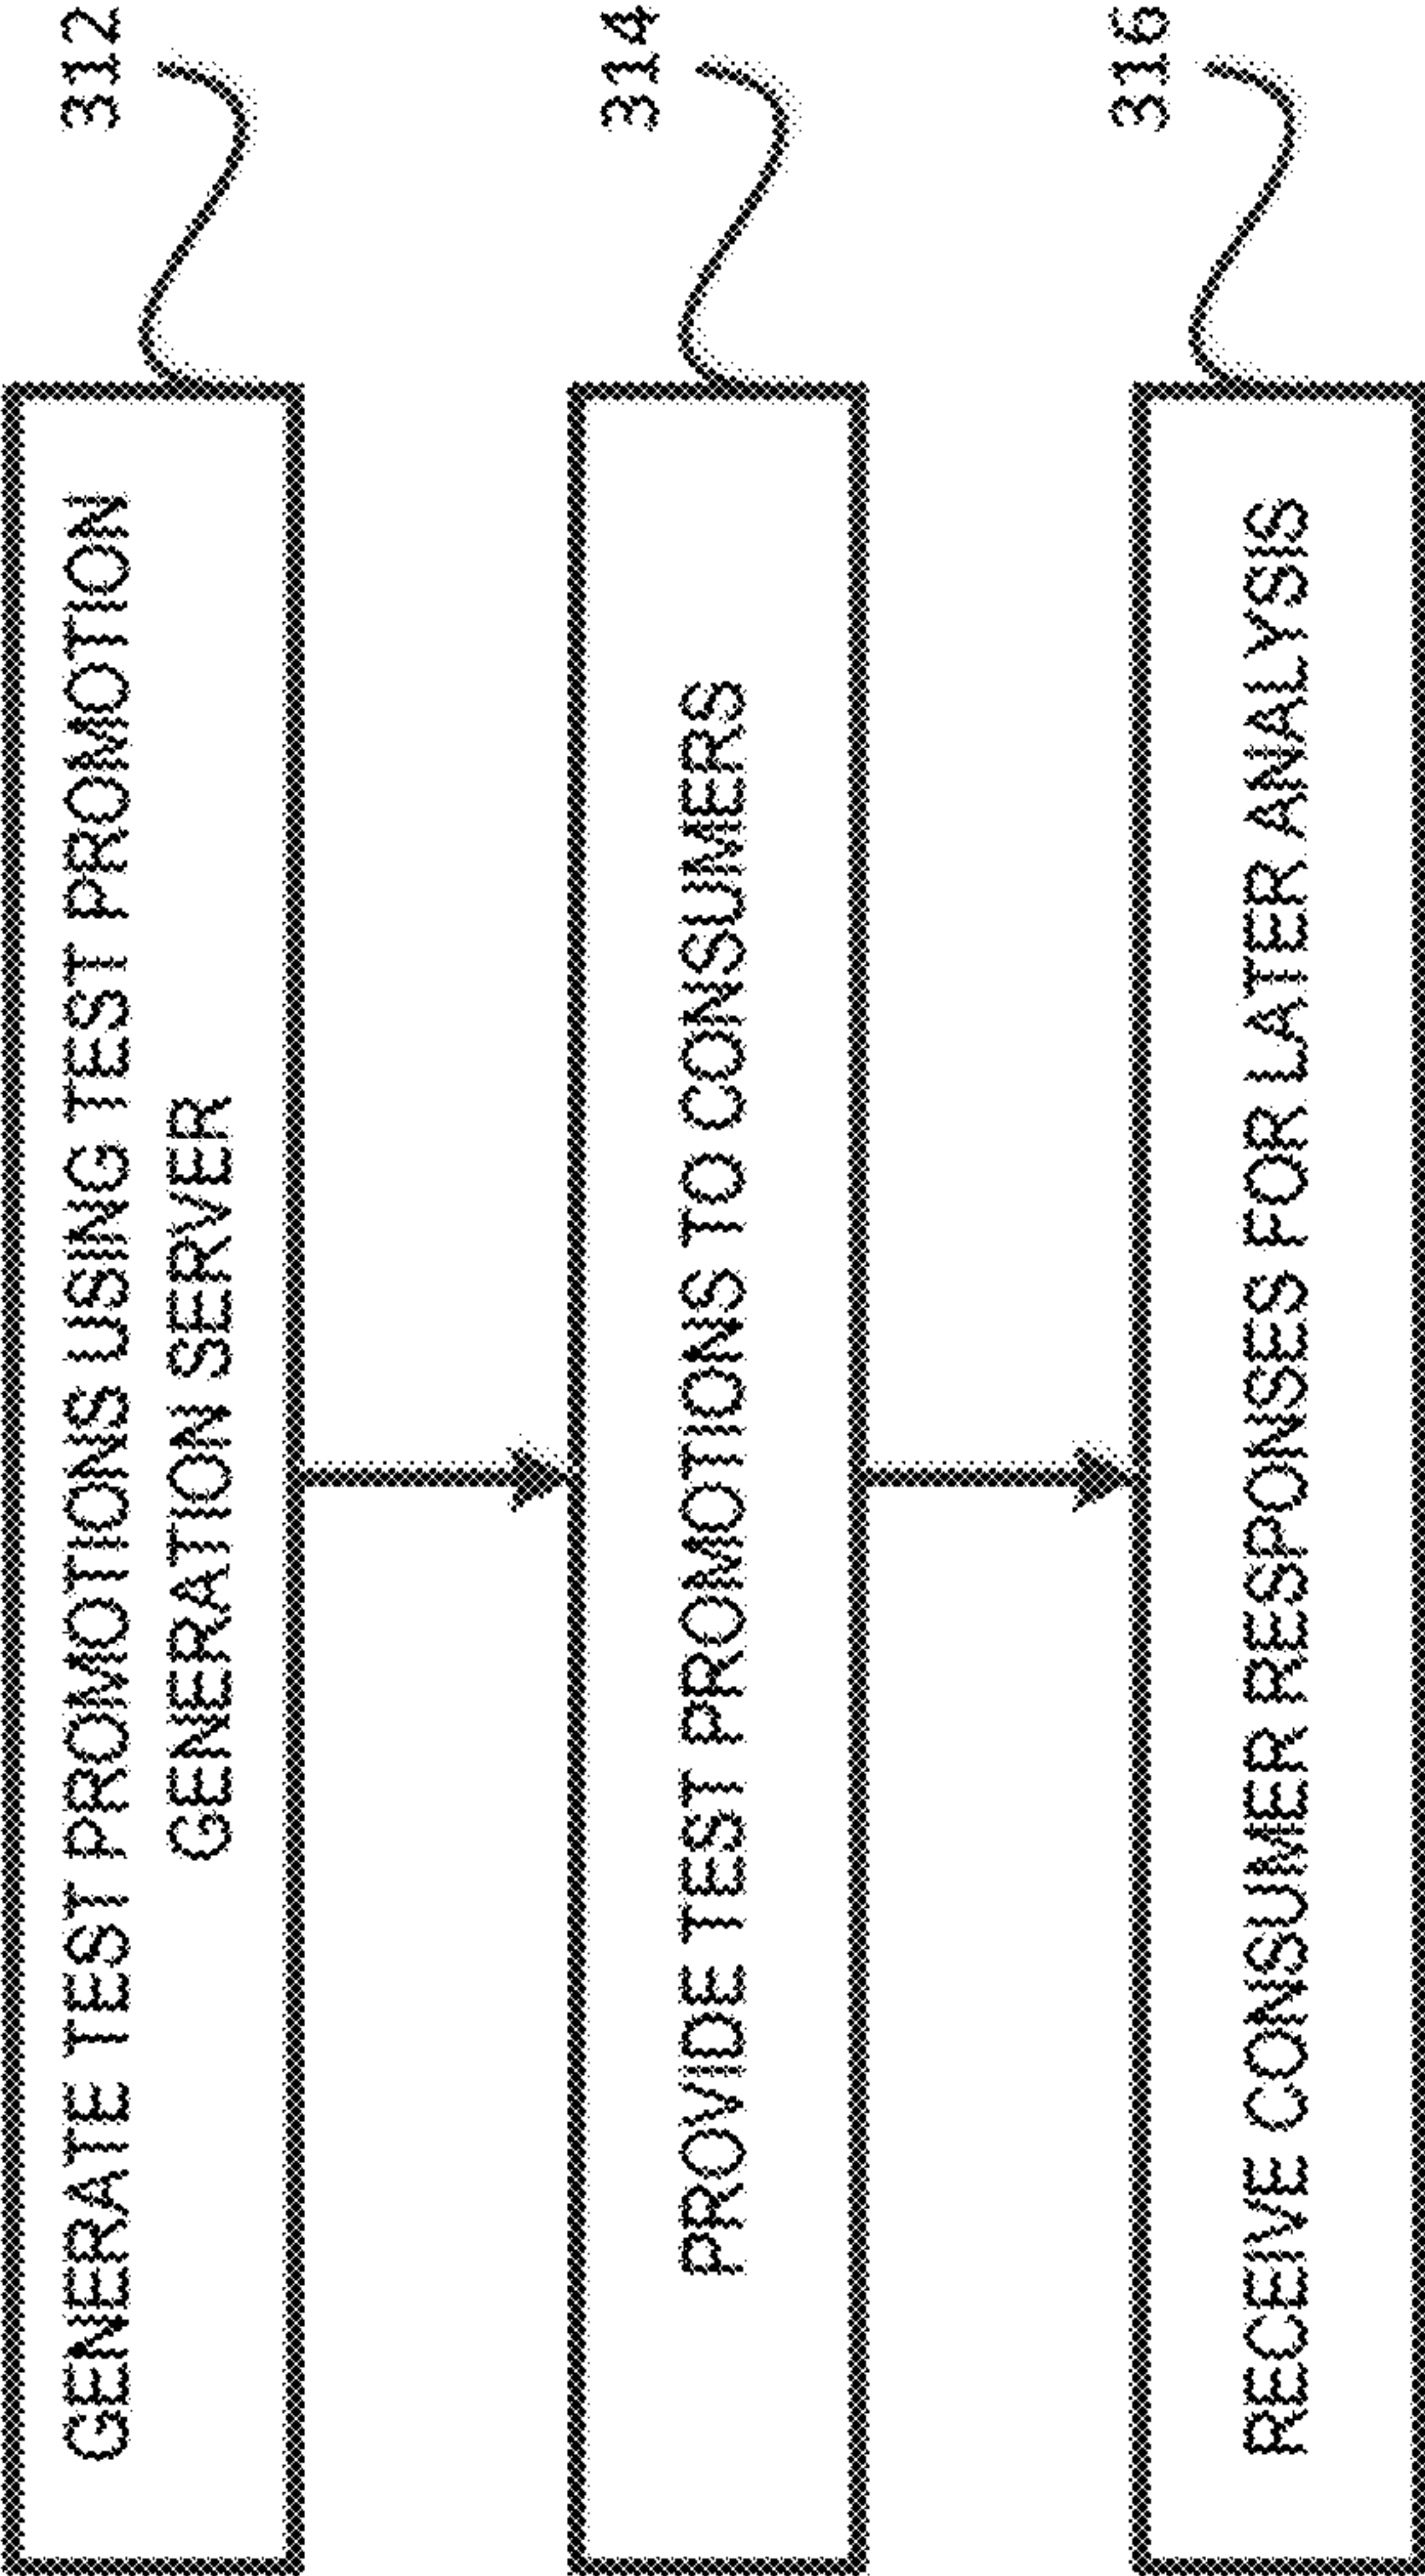 GENERATE TEST PROMOTIONS USING TEST PROMOTION
GENERATION SERVER
312
PROVIDE TEST PROMOTIONS TO CONSUMERS
314
RECEIVE CONSUMER RESPONSES FOR LATER ANALYSIS
316